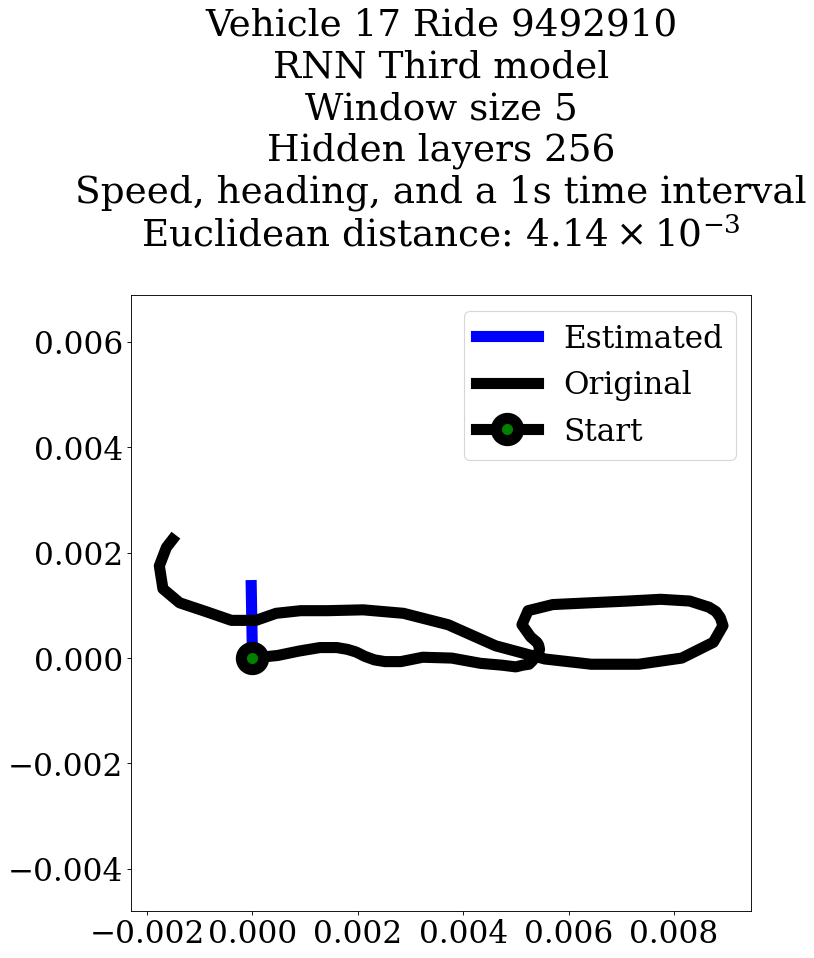 Vehicle 17 Ride 9492910
RNN Third model
Window size 5
Hidden layers 256
Speed, heading, and a 1s time interval
Euclidean distance: 4.14 × 10⁻³
Estimated
Original
Start
0.006
0.004
0.002
0.000
−0.002
−0.004
−0.002 0.000 0.002 0.004 0.006 0.008